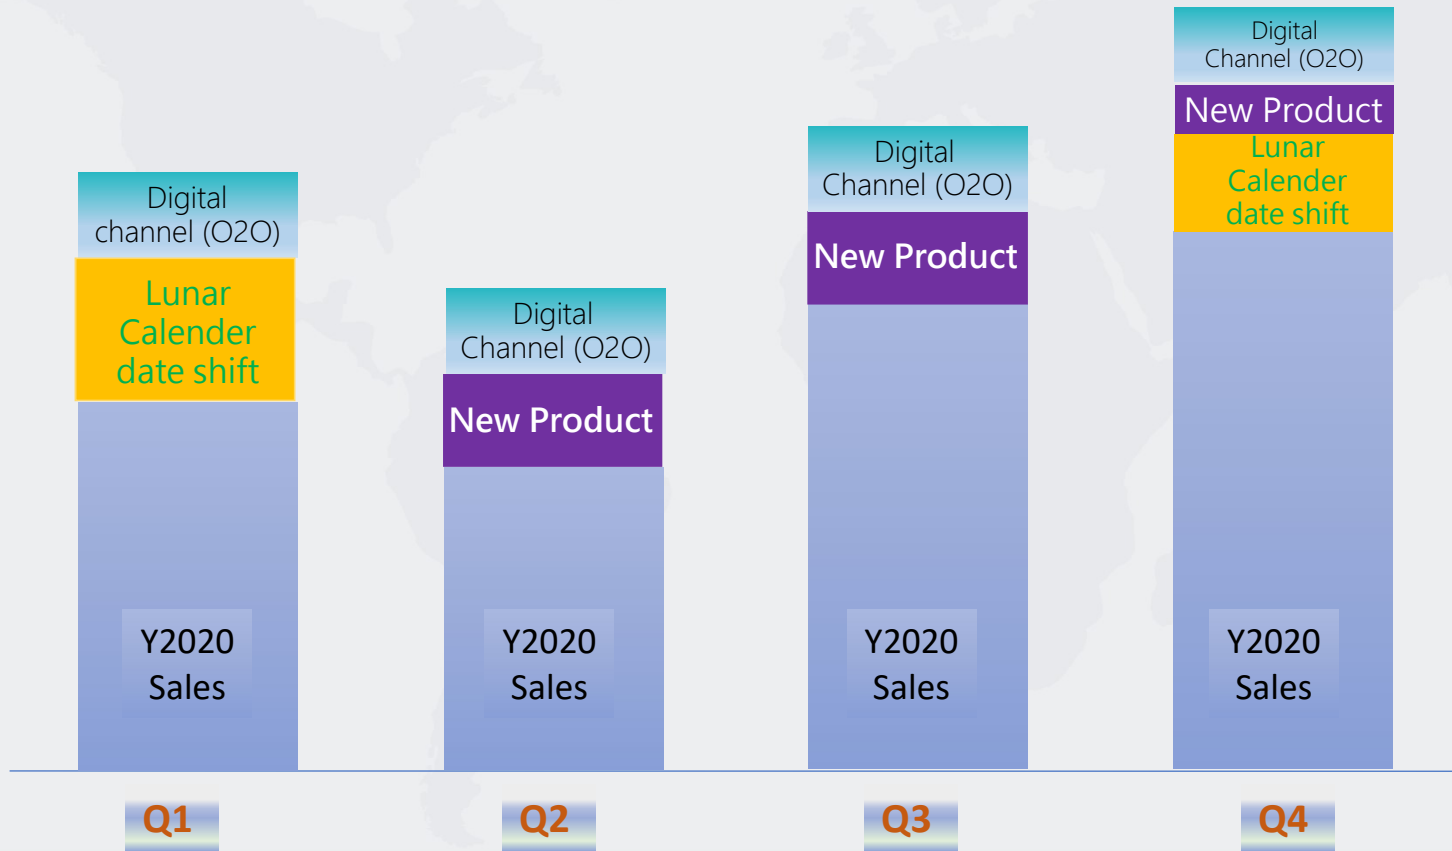 Digital
channel (O2O)
Lunar
Calender
date shift
Y2020
Sales
Q1
Digital
Channel (O2O)
New Product
Y2020
Sales
Q2
Digital
Channel (O2O)
New Product
Y2020
Sales
Q3
Digital
Channel (O2O)
New Product
Lunar
Calender
date shift
Y2020
Sales
Q4